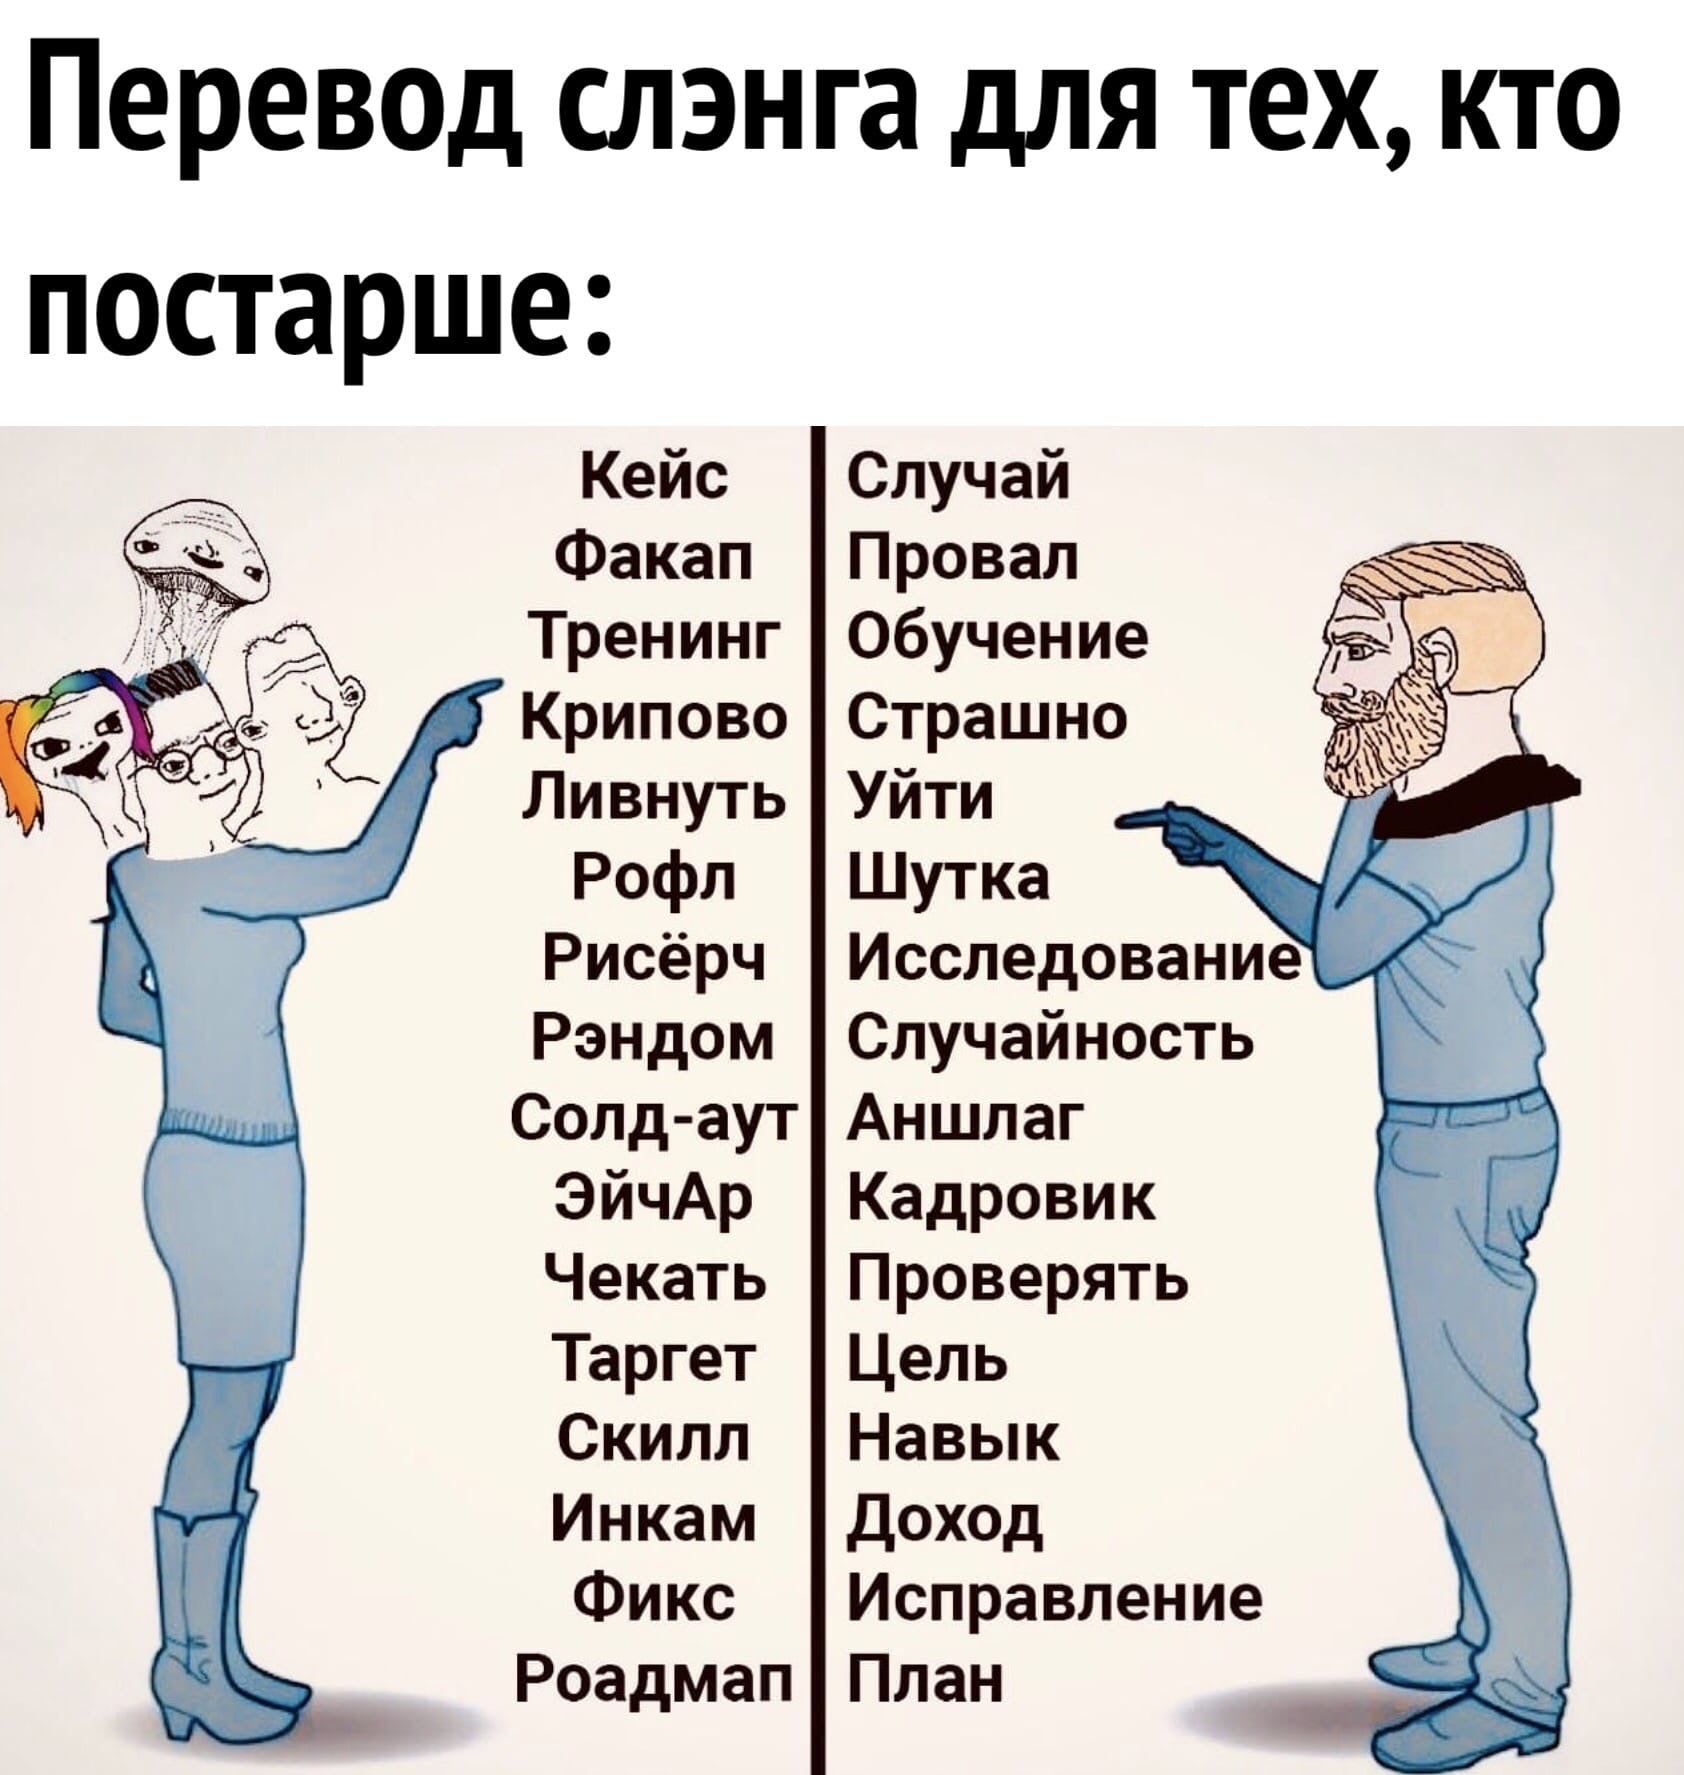 Перевод слэнга для тех, кто
постарше:
Кейс Случай
Факап Провал
Тренинг Обучение
Крипово Страшно
Ливнуть Уйти
Рофл Шутка
Рисёрч Исследование
Рэндом Случайность
Солд-аут Аншлаг
ЭйчАр Кадровик
Чекать Проверять
Таргет Цель
Скилл Навык
Инкам Доход
Фикс Исправление
Роадмап План